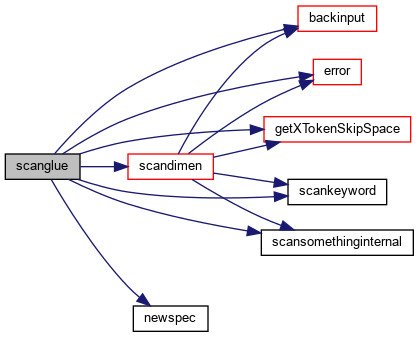 backinput
error
getXTokenSkipSpace
scanglue
scandimen
scankeyword
scansomethinginternal
newspec